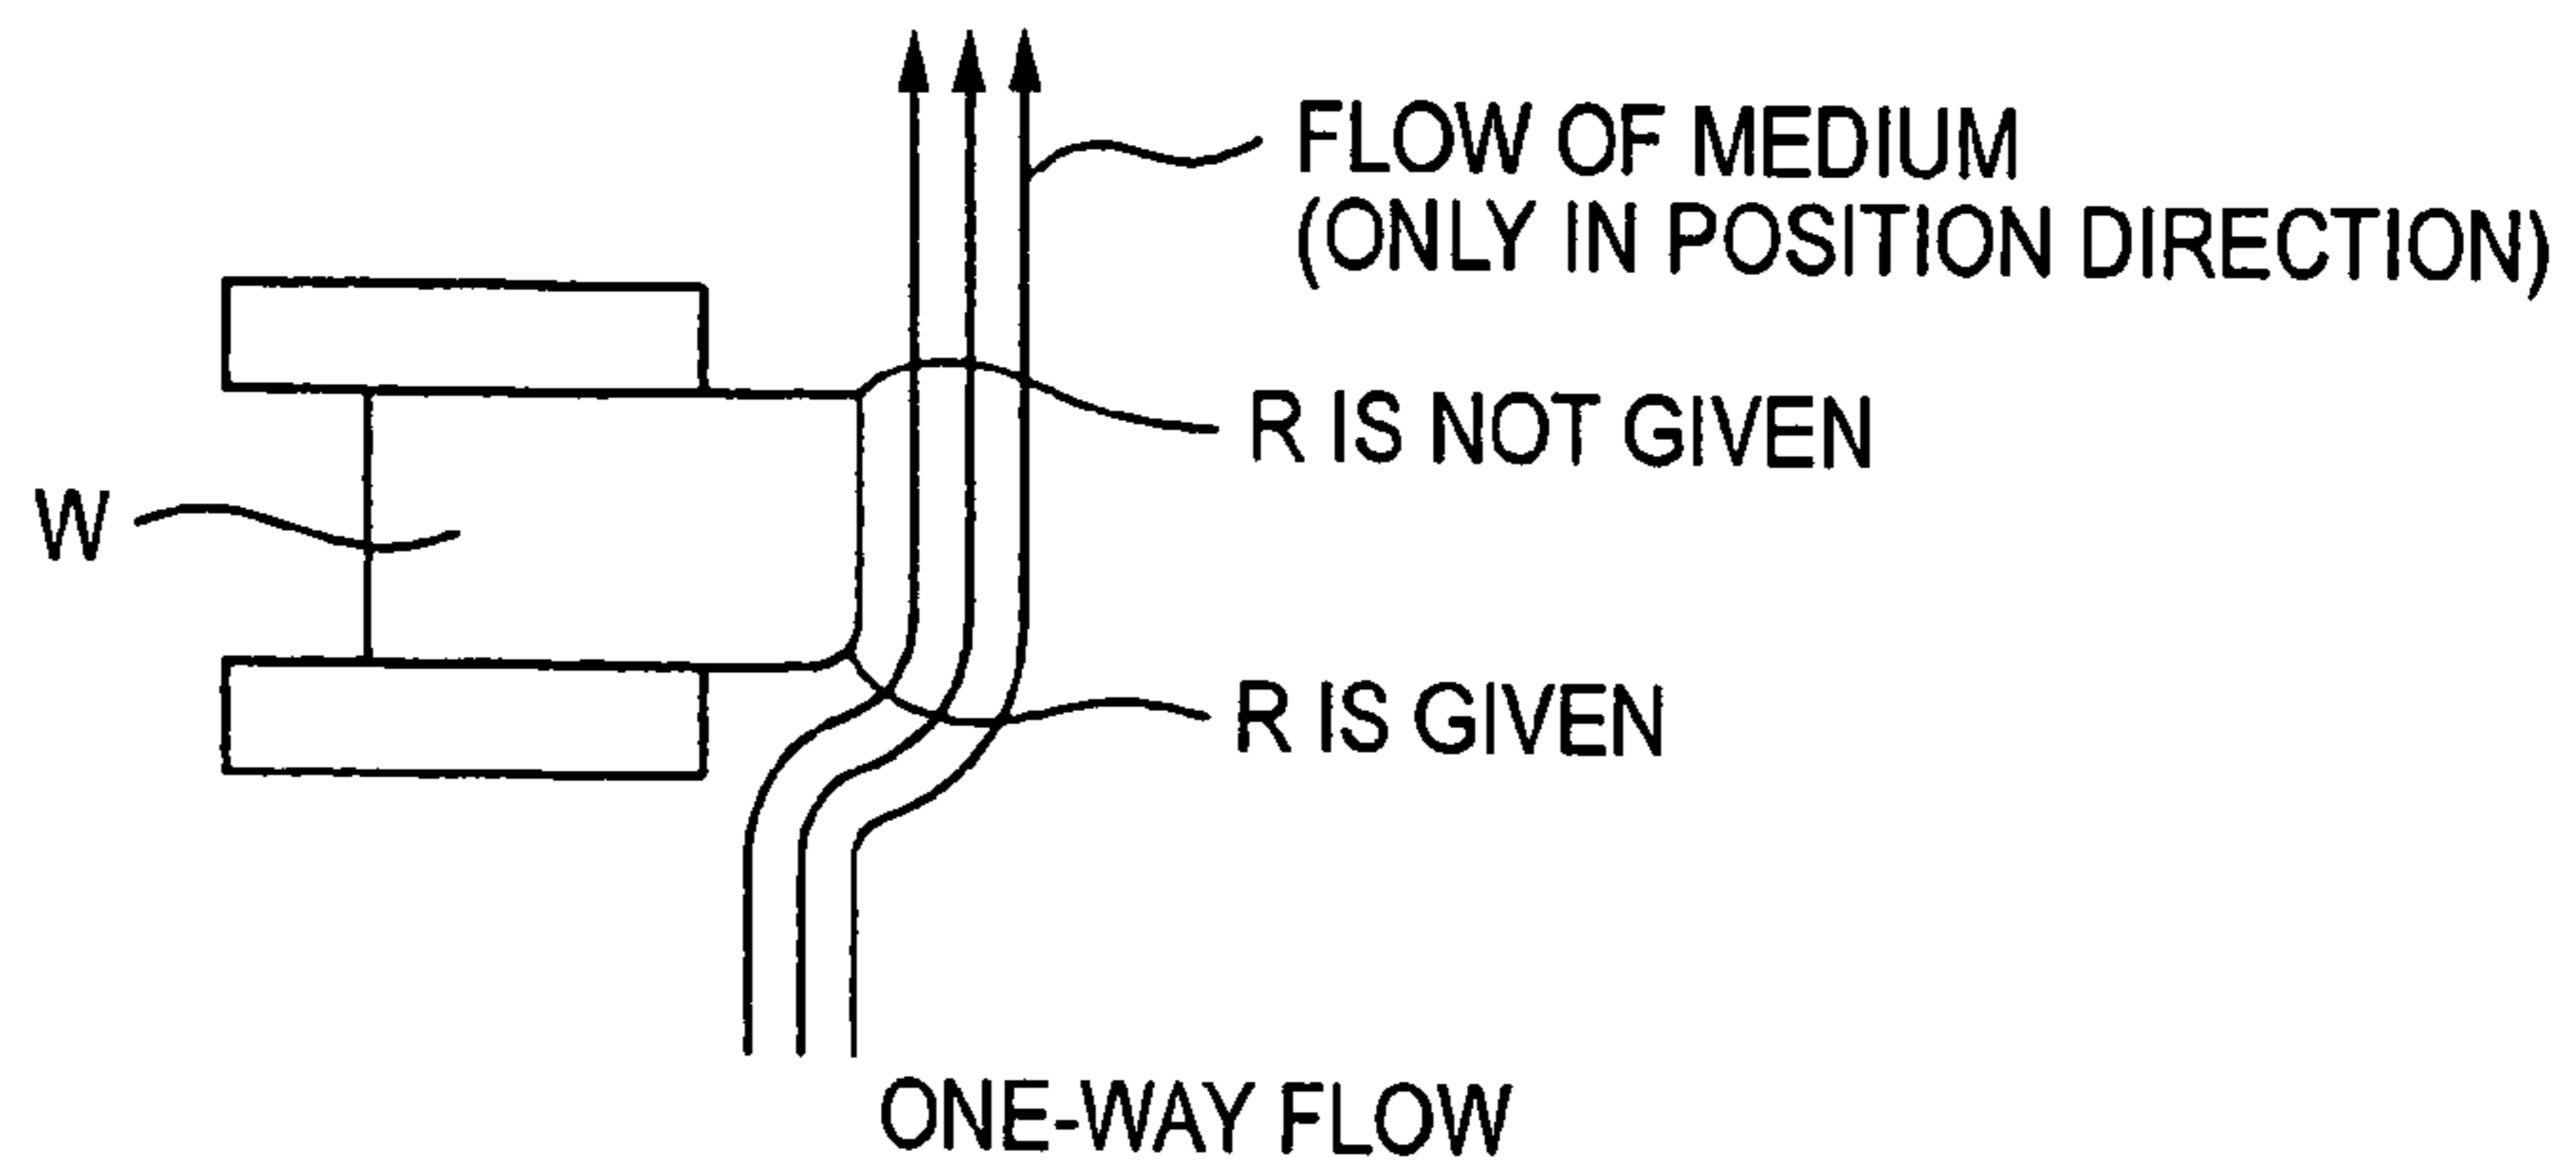 FLOW OF MEDIUM
(ONLY IN POSITION DIRECTION)
R IS NOT GIVEN
W
R IS GIVEN
ONE-WAY FLOW